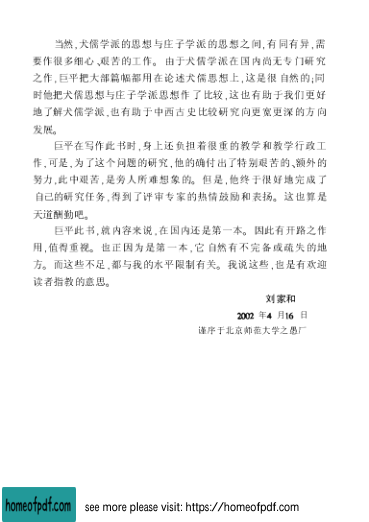 当然,犬儒学派的思想与庄子学派的思想之间,有同有异,需
要作很多细心、艰苦的工作。由于犬儒学派在国内尚无专门研究
之作,巨平把大部篇幅都用在论述犬儒思想上,这是很自然的;同
时他把犬儒思想与庄子学派思想作了比较,这也有助于我们更好
地了解犬儒学派,也有助于中西古史比较研究向更宽更深的方向
发展。
巨平在写作此书时,身上还负担着很重的教学和教学行政工
作,可是,为了这个问题的研究,他的确付出了特别艰苦的、额外的
努力,此中艰苦,是旁人所难想象的。但是,他终于很好地完成了
自己的研究任务,得到了评审专家的热情鼓励和表扬。这也算是
天道酬勤吧。
巨平此书,就内容来说,在国内还是第一本。因此有开路之作
用,值得重视。也正因为是第一本,它自然有不完备或疏失的地
方。而这些不足、都与我的水平限制有关。我说这些,也是有欢迎
读者指教的意思。
刘家和
2002 年4 月16 日
谨序于北京师范大学之愚厂
homeofpdf.com see more please visit: https://homeofpdf.com